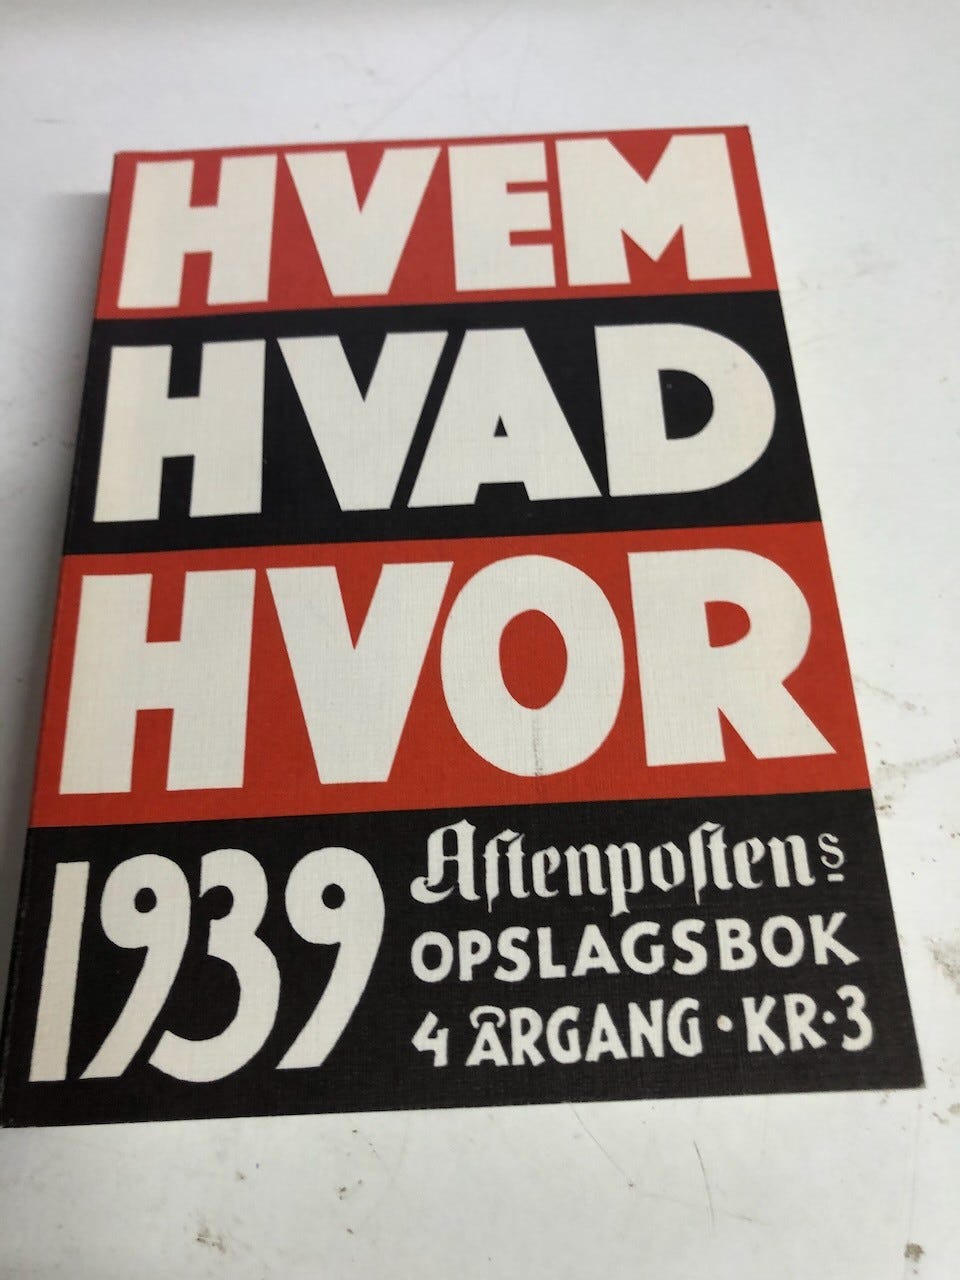 HVEM
HVAD
HVOR
1939
Aftenpostens
OPSLAGSBOK
4 ÅRGANG · KR·3